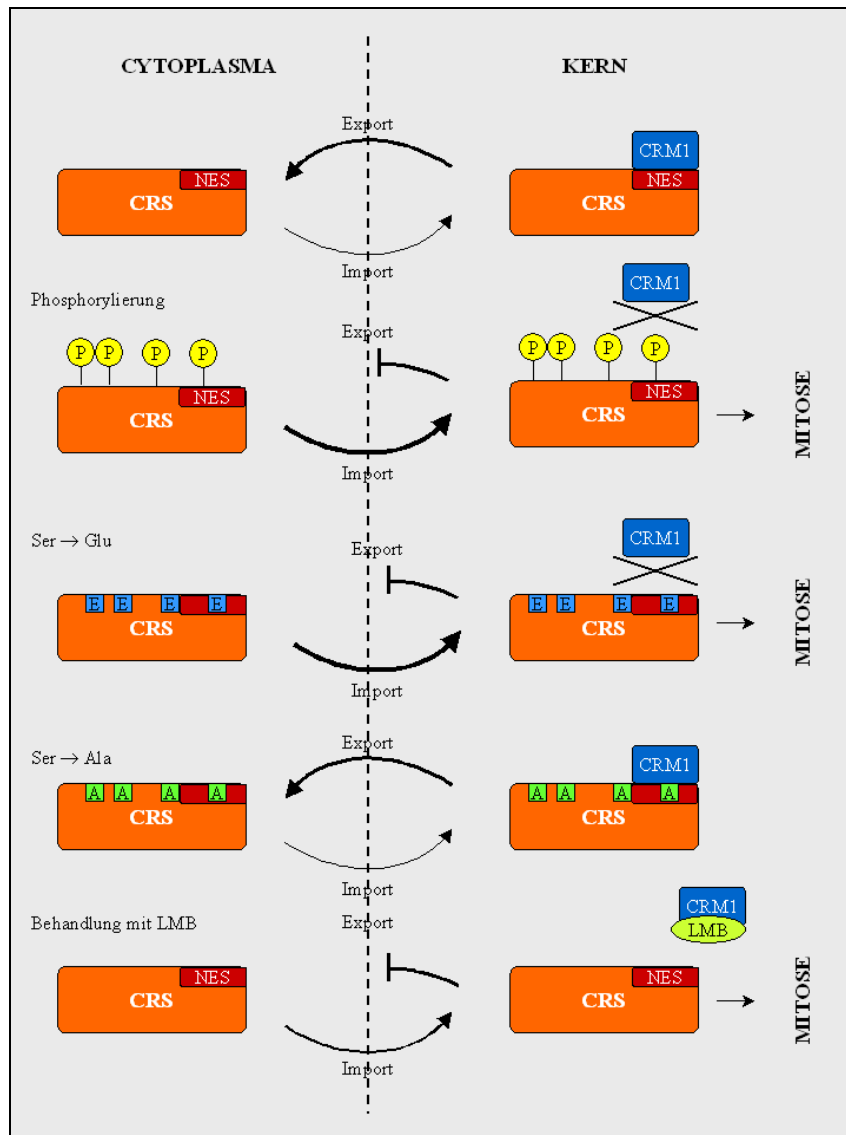 CYTOPLASMA KERN
Export
CRM1
NES NES
CRS CRS
Import
CRM1
Phosphorylierung
Export
P P P P P P P P
NES NES
CRS CRS
MITOSE
Import
CRM1
Ser → Glu
Export
E E E E E E E E
CRS CRS
MITOSE
Import
Export
Ser → Ala
CRM1
A A A A A A A A
CRS CRS
Import
CRM1
Behandlung mit LMB Export
LMB
NES NES
CRS CRS
MITOSE
Import